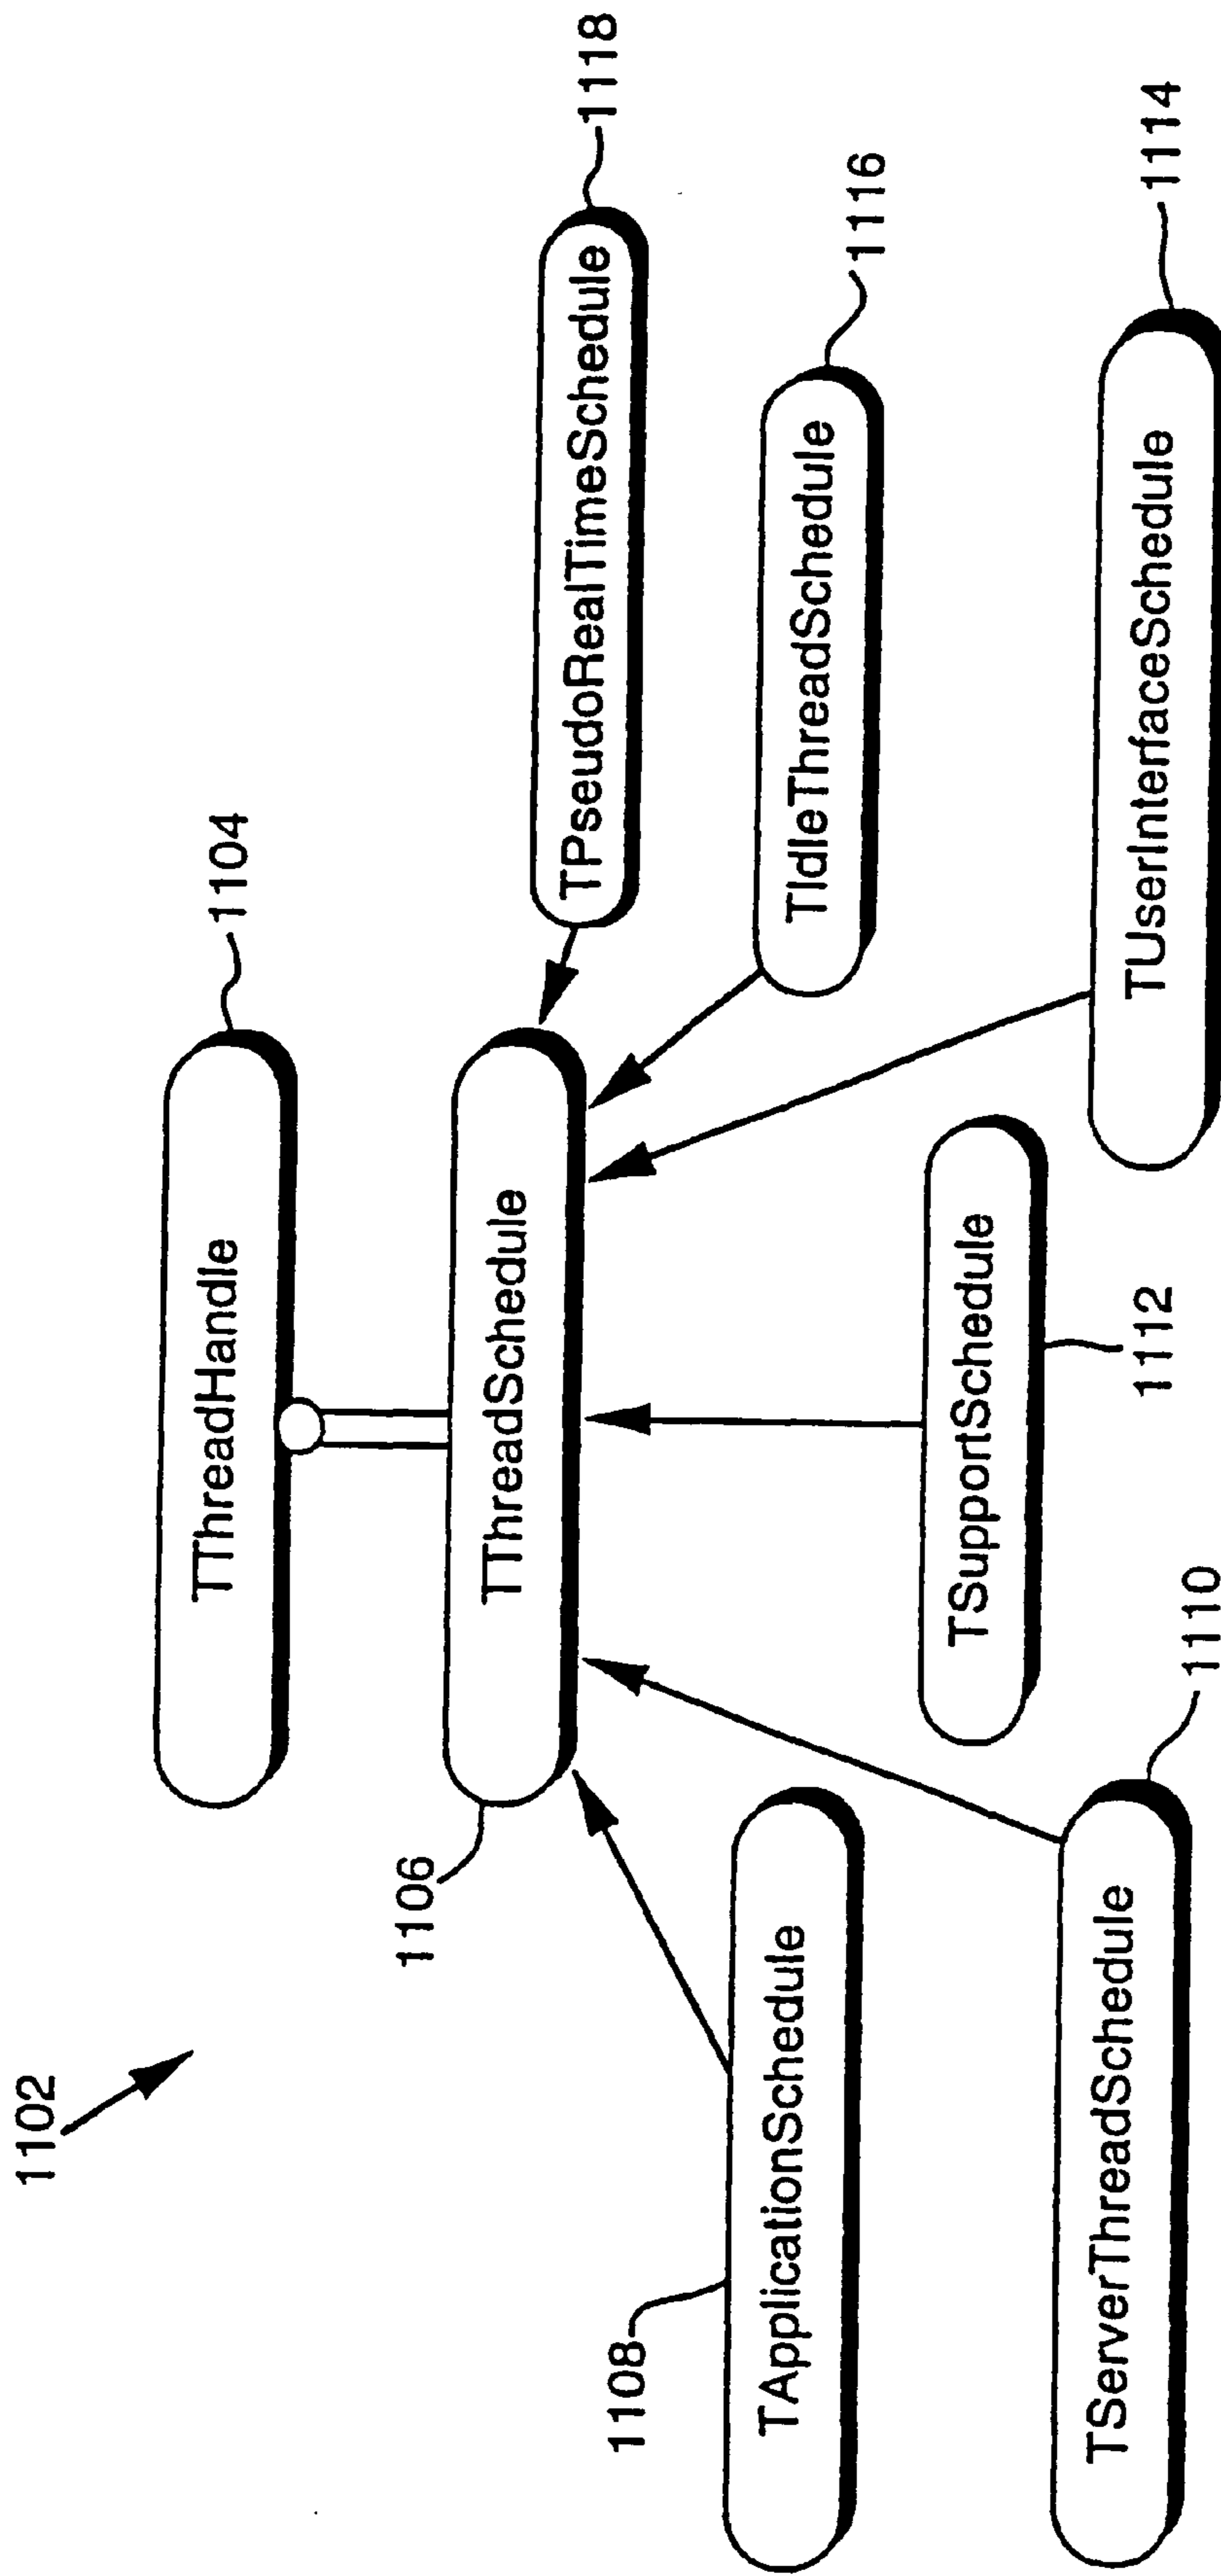 1102
TThreadHandle
1104
1106
TThreadSchedule
TPseudoRealTimeSchedule
1118
1108
TApplicationSchedule
TIdleThreadSchedule
1116
TSupportSchedule
1112
TServerThreadSchedule
1110
TUserInterfaceSchedule
1114